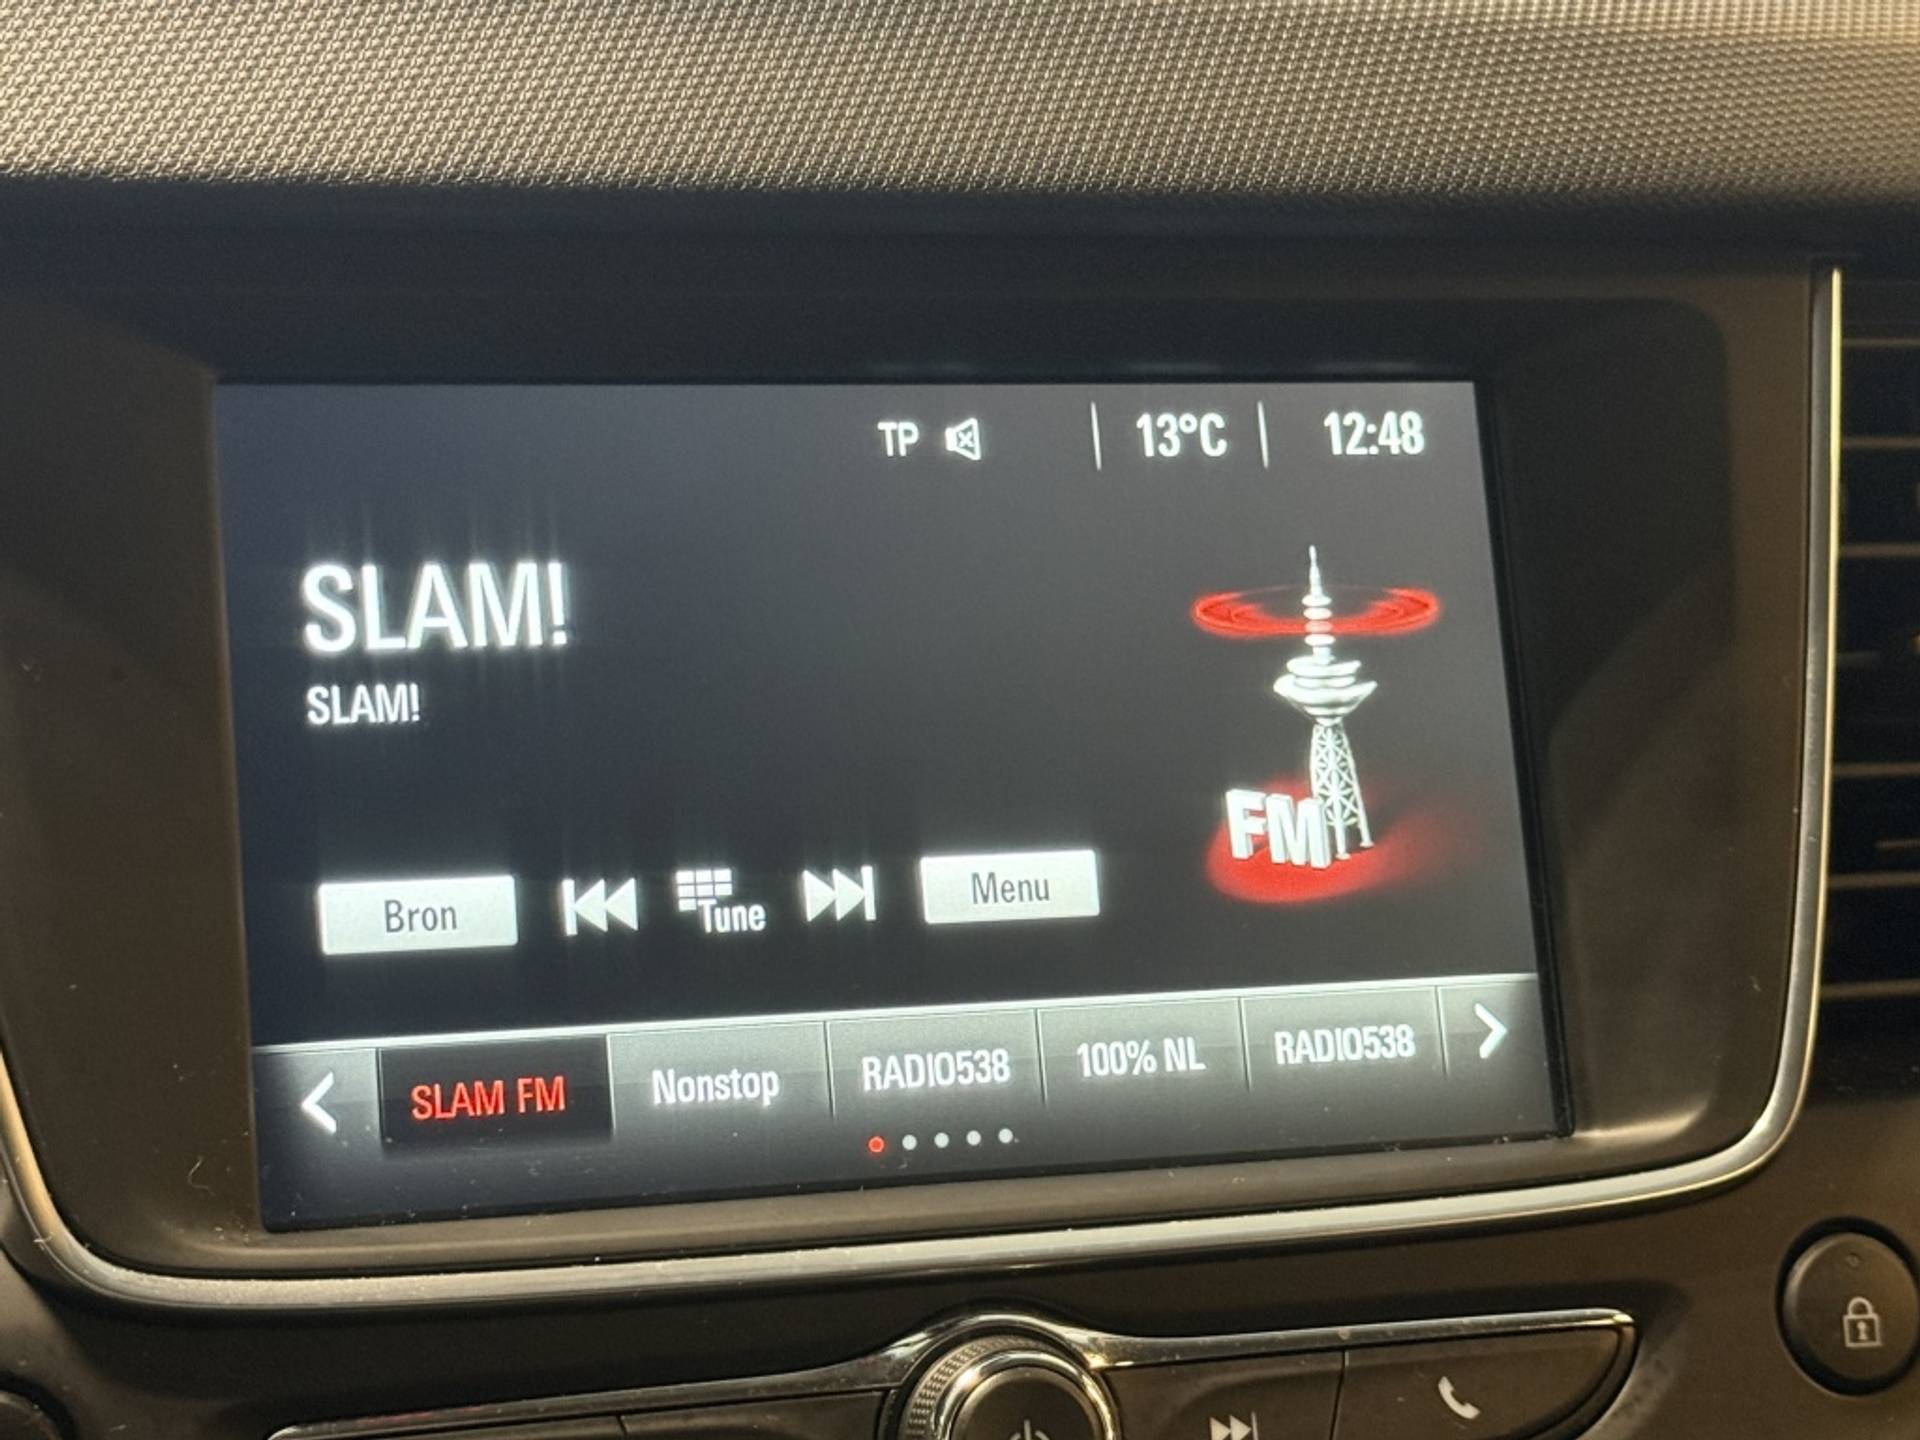 TP 13°C 12:48
SLAM!
SLAM!
FM
Bron Tune Menu
SLAM FM Nonstop RADIO538 100% NL RADIO538